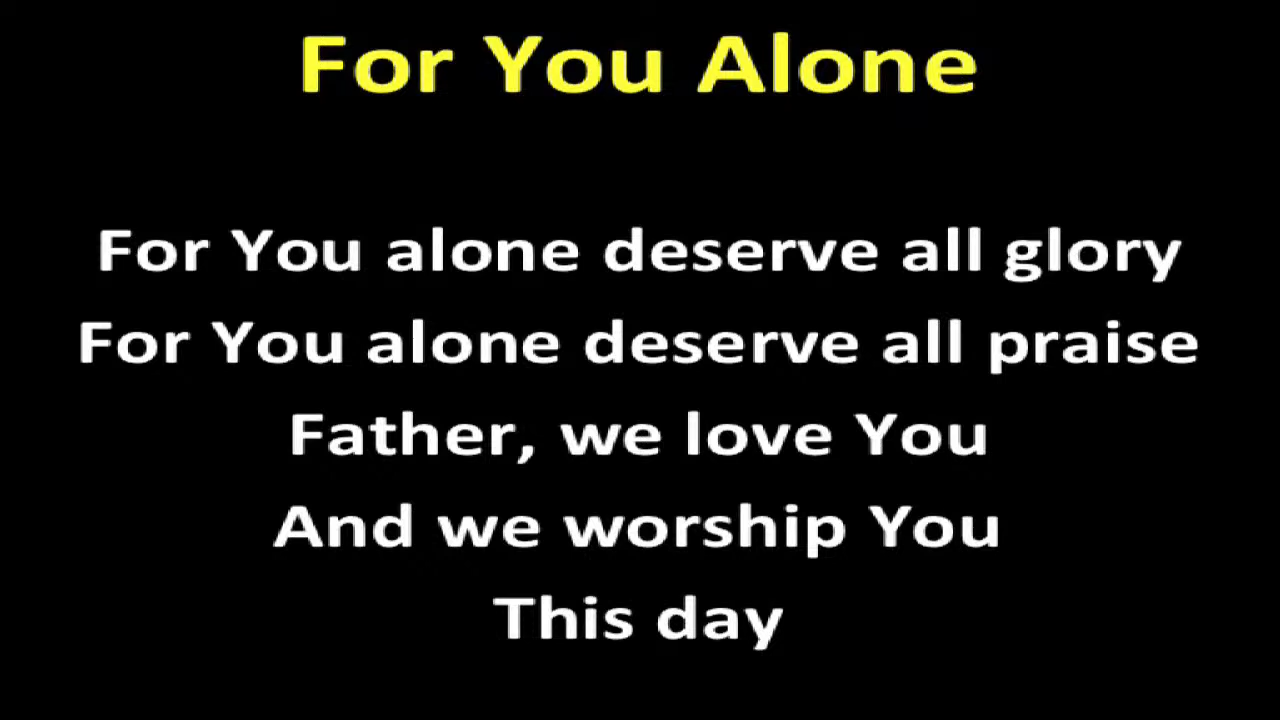 For You Alone
For You alone deserve all glory
For You alone deserve all praise
Father, we love You
And we worship You
This day